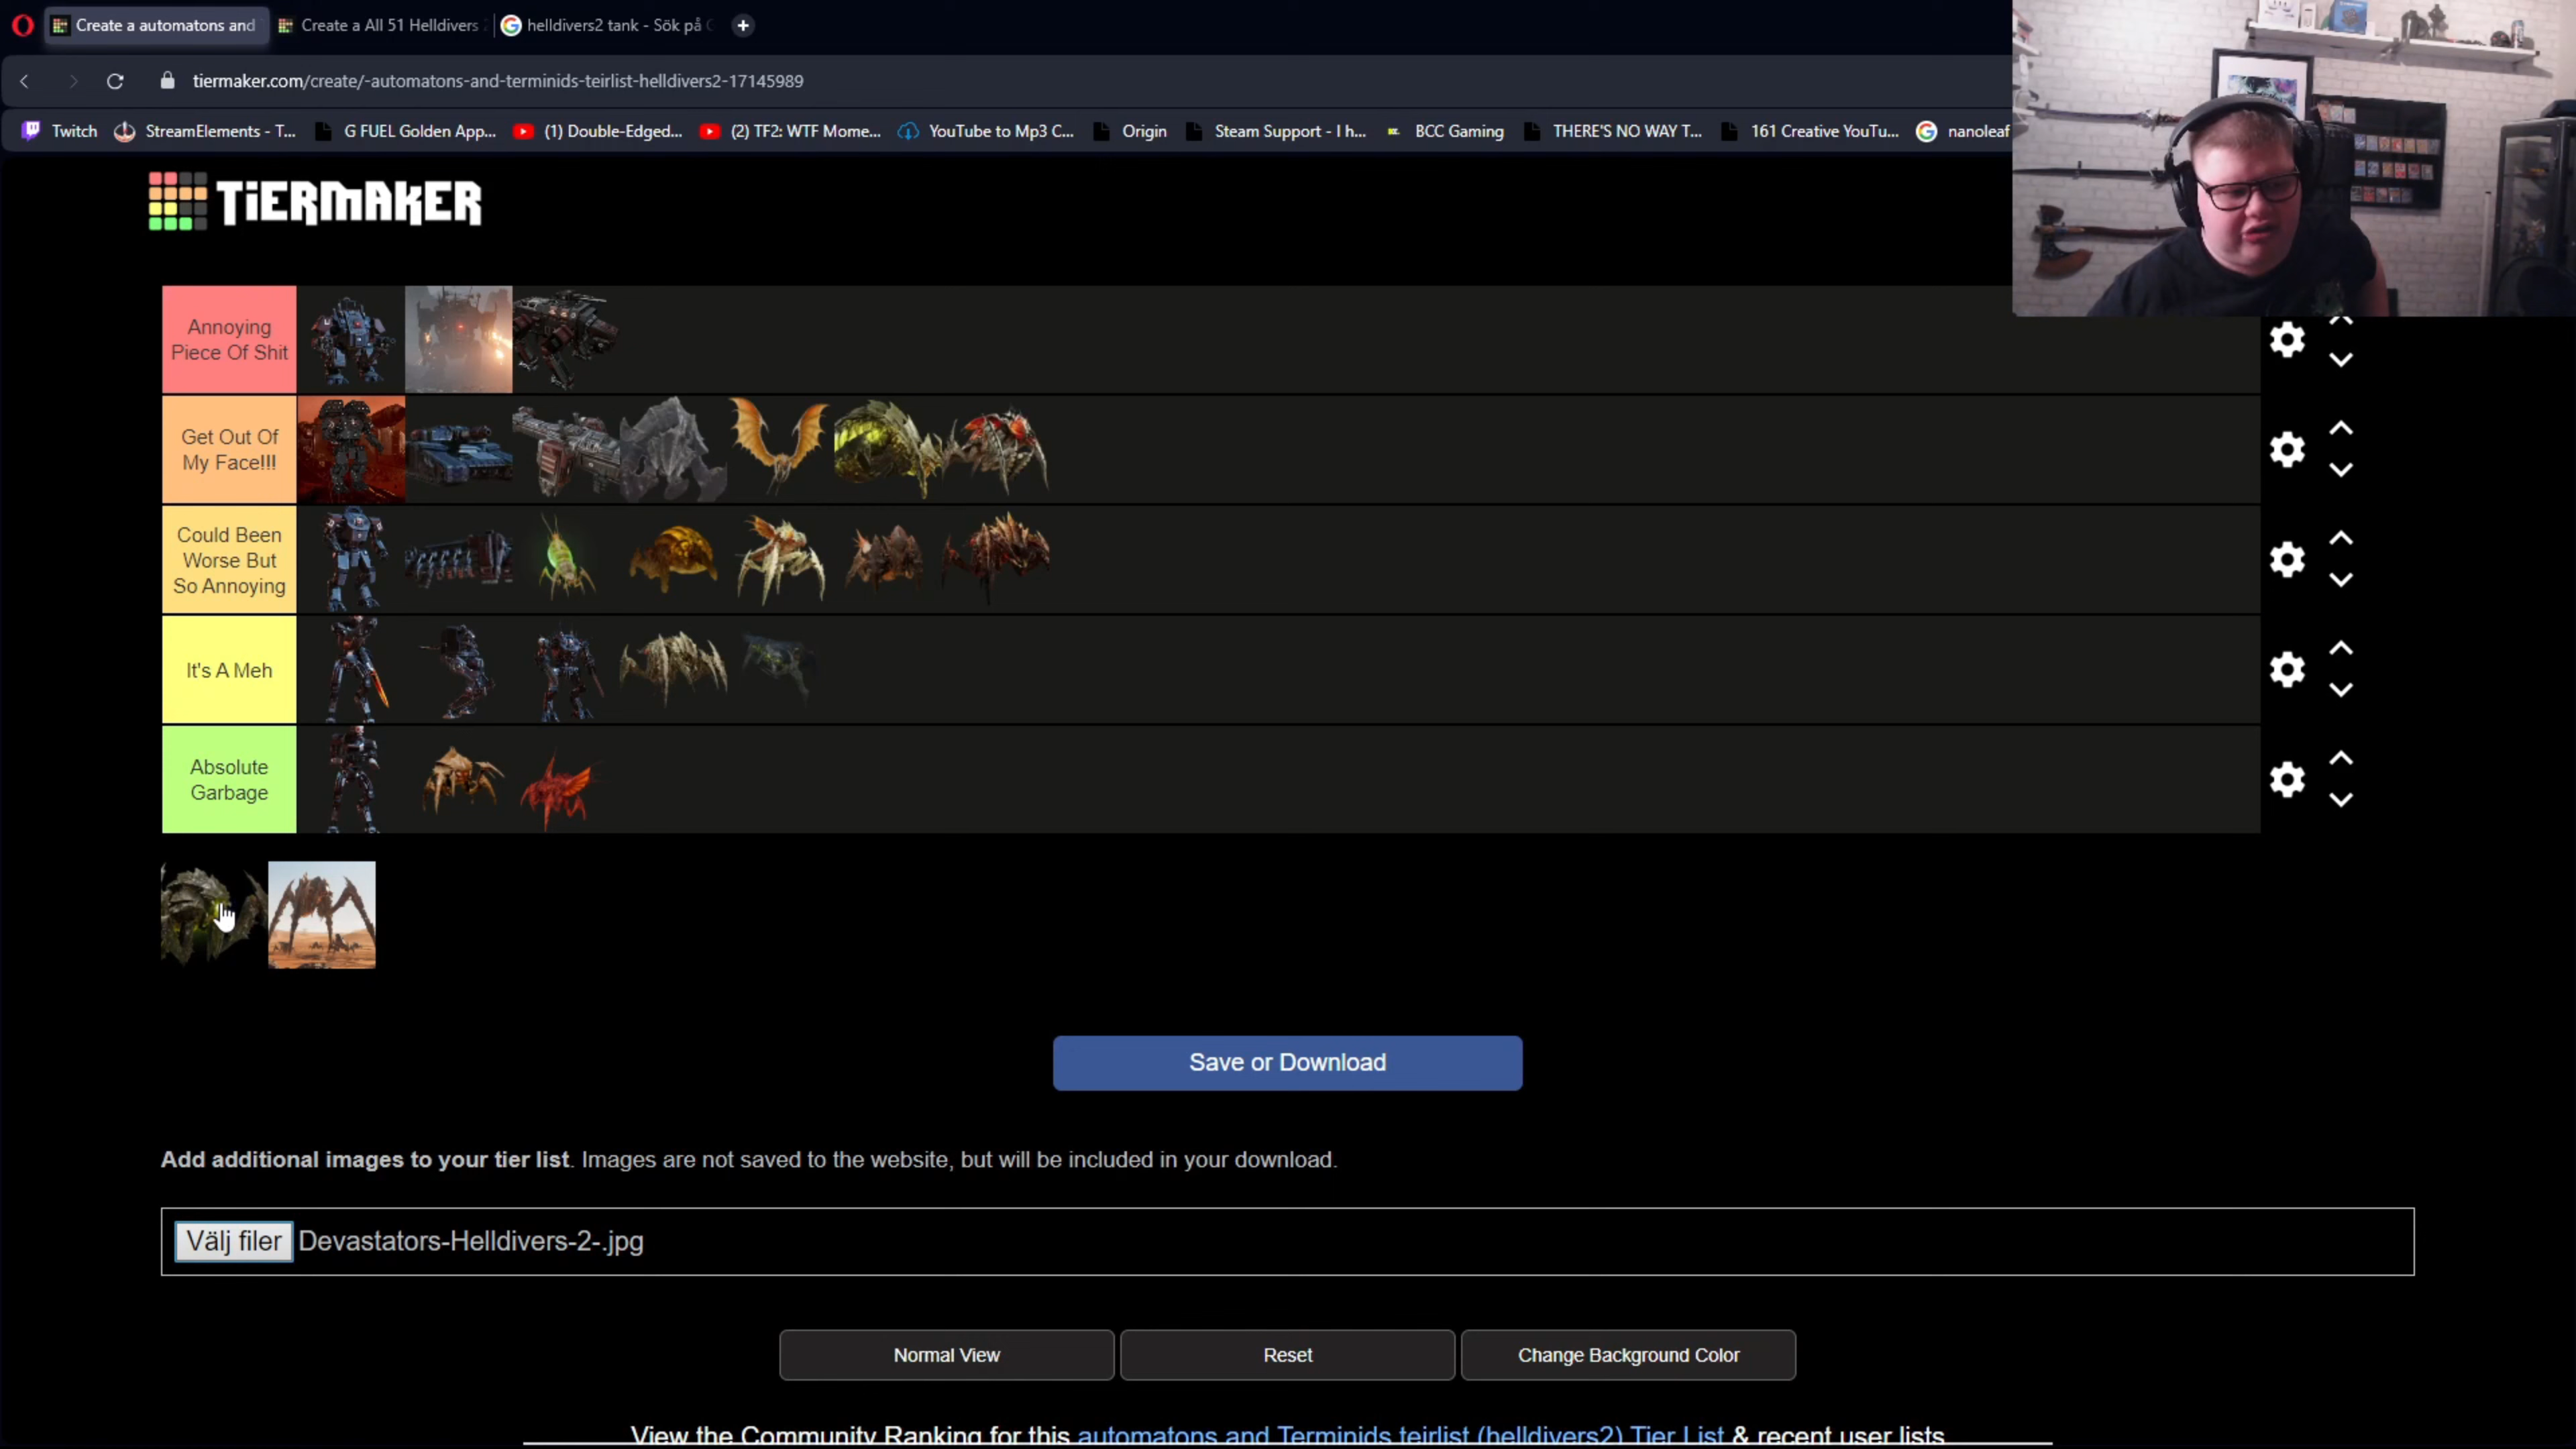 Create a automatons and
Create a All 51 Helldivers
helldivers2 tank - Sök på G
tiermaker.com/create/-automatons-and-terminids-teirlist-helldivers2-17145989
Twitch
StreamElements - T...
G FUEL Golden App...
(1) Double-Edged...
(2) TF2: WTF Mome...
YouTube to Mp3 C...
Origin
Steam Support - I h...
BCC Gaming
THERE'S NO WAY T...
161 Creative YouTu...
nanoleaf
TiERMAKER
Annoying
Piece Of Shit
Get Out Of
My Face!!!
Could Been
Worse But
So Annoying
It's A Meh
Absolute
Garbage
Save or Download
Add additional images to your tier list. Images are not saved to the website, but will be included in your download.
Välj filer Devastators-Helldivers-2-.jpg
Normal View
Reset
Change Background Color
View the Community Ranking for this automatons and Terminids teirlist (helldivers2) Tier List & recent user lists